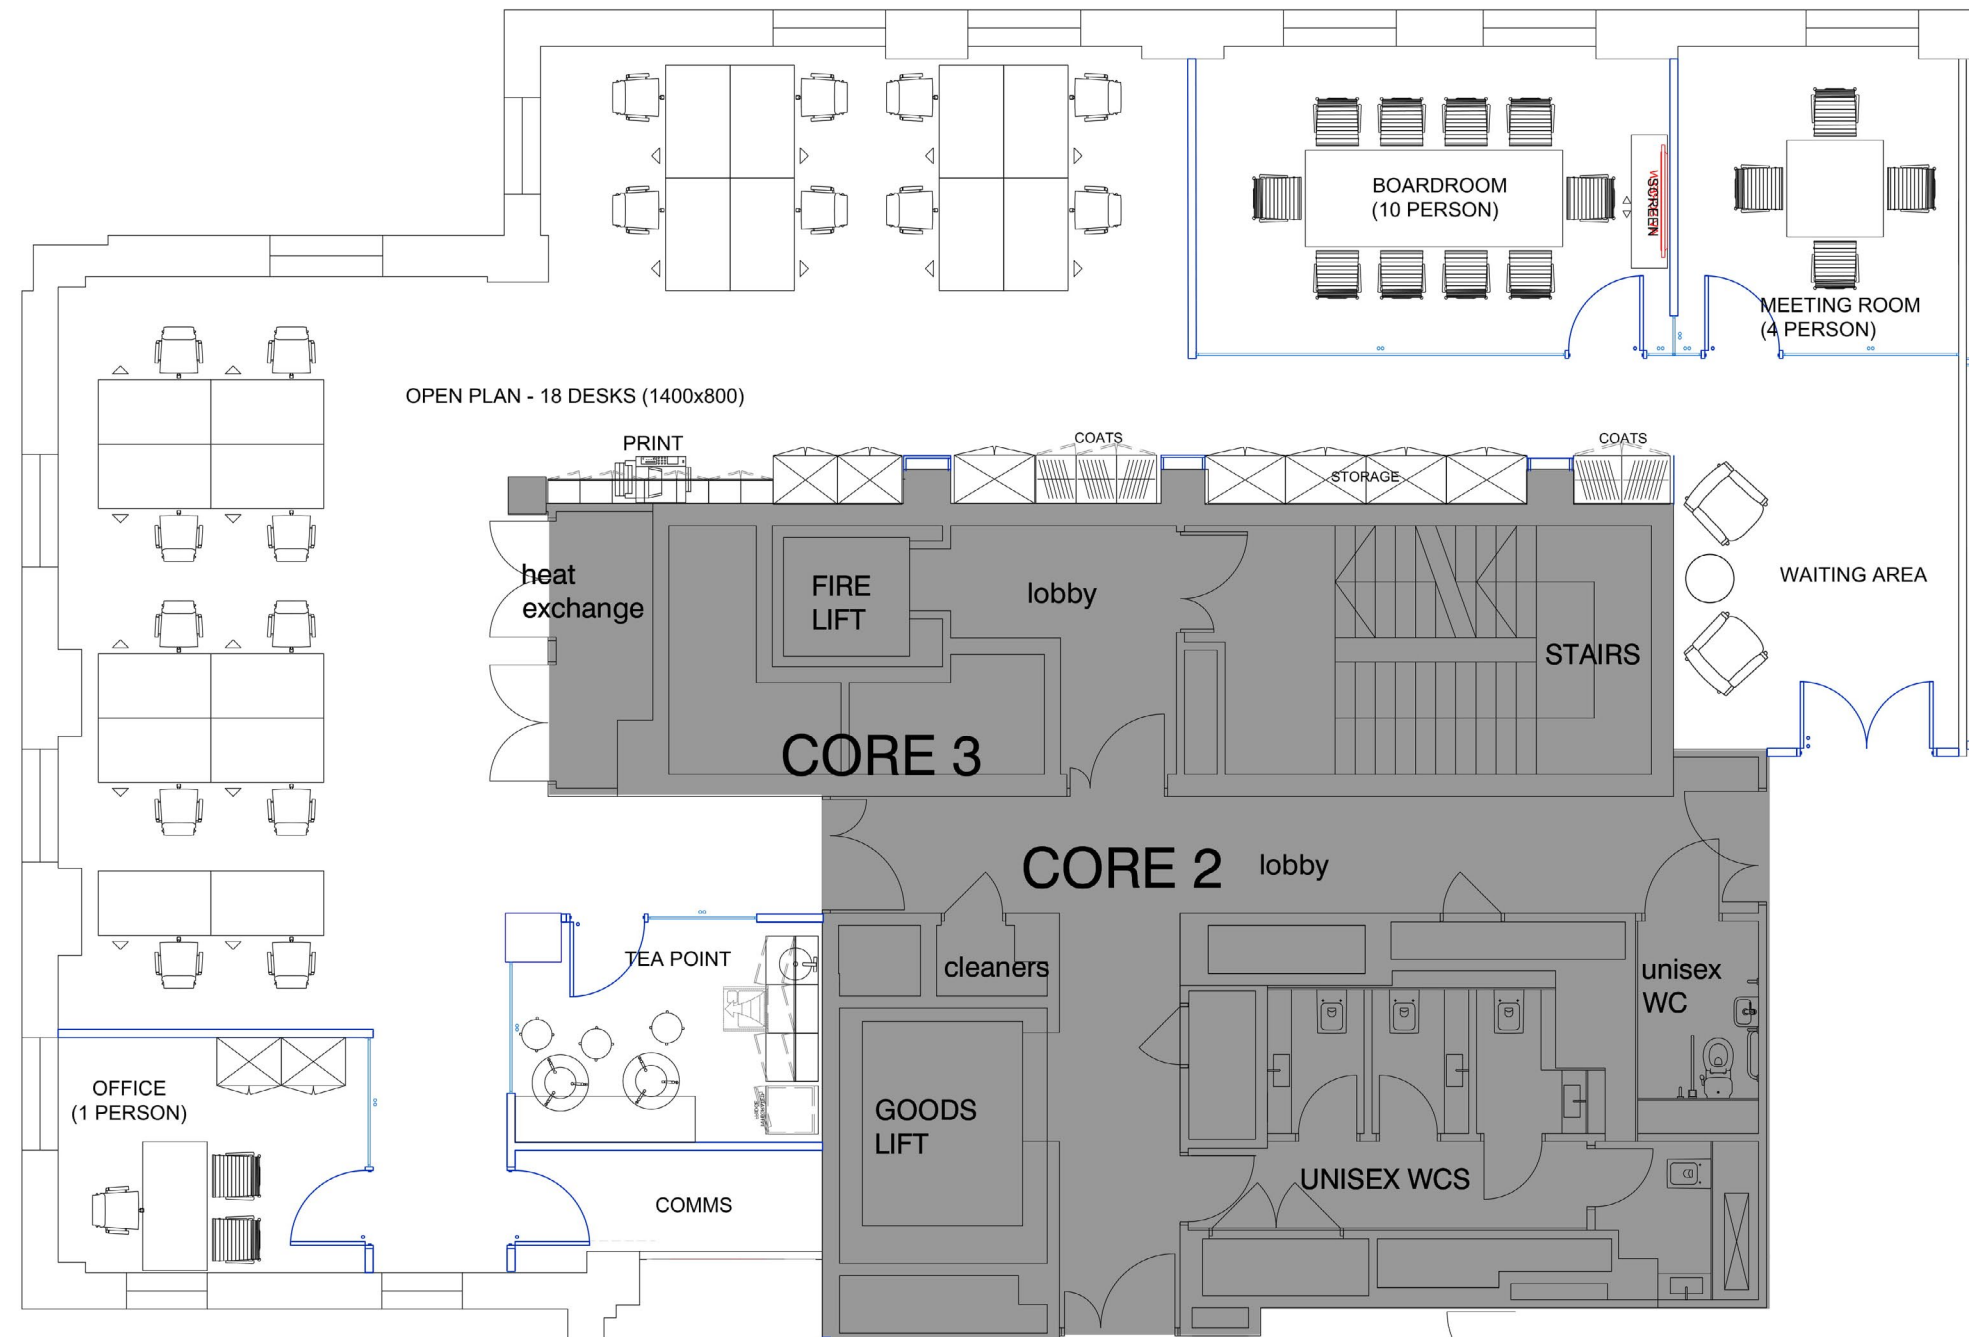 BOARDROOM
(10 PERSON)
SCREEN
MEETING ROOM
(4 PERSON)
OPEN PLAN - 18 DESKS (1400x800)
PRINT
COATS
COATS
STORAGE
heat
exchange
FIRE
LIFT
lobby
STAIRS
WAITING AREA
CORE 3
CORE 2
lobby
TEA POINT
cleaners
unisex
WC
OFFICE
(1 PERSON)
GOODS
LIFT
UNISEX WCS
COMMS